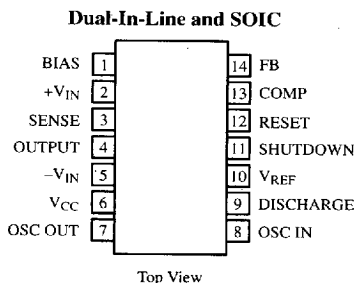 Dual-In-Line and SOIC
BIAS 1 14 FB
+VIN 2 13 COMP
SENSE 3 12 RESET
OUTPUT 4 11 SHUTDOWN
−VIN 5 10 VREF
VCC 6 9 DISCHARGE
OSC OUT 7 8 OSC IN
Top View